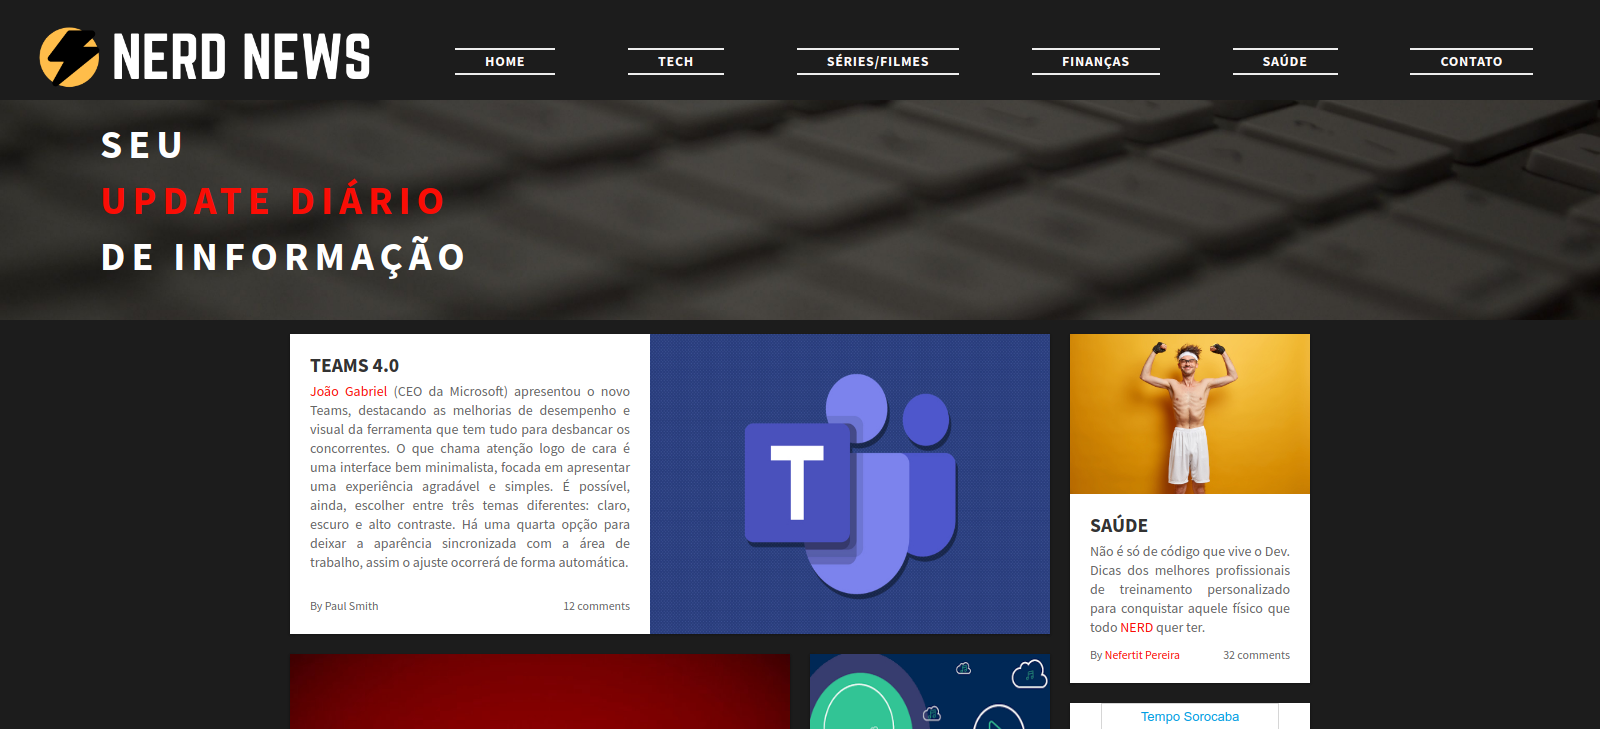 NERD NEWS
HOME
TECH
SÉRIES/FILMES
FINANÇAS
SAÚDE
CONTATO
SEU
UPDATE DIÁRIO
DE INFORMAÇÃO
TEAMS 4.0
João Gabriel (CEO da Microsoft) apresentou o novo
Teams, destacando as melhorias de desempenho e
visual da ferramenta que tem tudo para desbancar os
concorrentes. O que chama atenção logo de cara é
uma interface bem minimalista, focada em apresentar
uma experiência agradável e simples. É possível,
ainda, escolher entre três temas diferentes: claro,
escuro e alto contraste. Há uma quarta opção para
deixar a aparência sincronizada com a área de
trabalho, assim o ajuste ocorrerá de forma automática.
By Paul Smith
12 comments
T
SAÚDE
Não é só de código que vive o Dev.
Dicas dos melhores profissionais
de treinamento personalizado
para conquistar aquele físico que
todo NERD quer ter.
By Nefertit Pereira
32 comments
Tempo Sorocaba